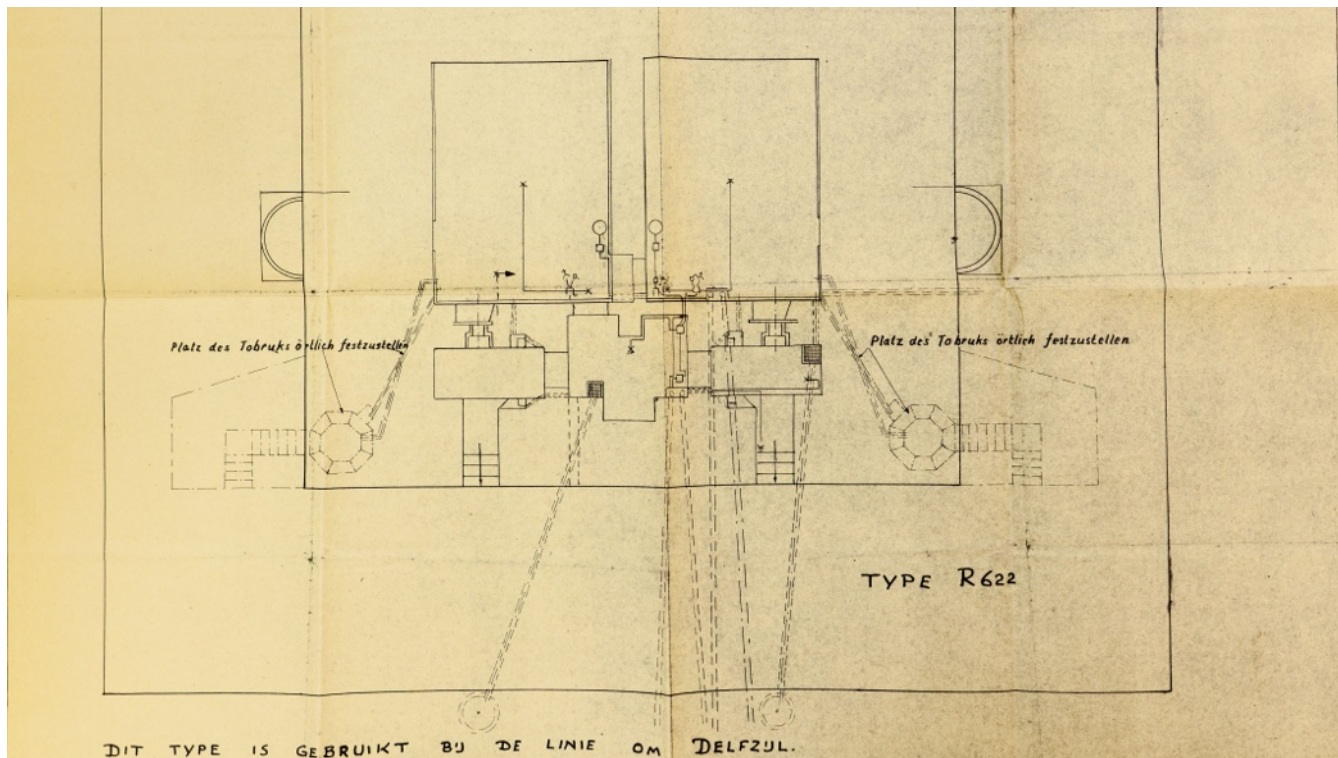 Platz des Tobruks örtlich festzustellen
Platz des Tobruks örtlich festzustellen
TYPE R622
DIT TYPE IS GEBRUIKT BIJ DE LINIE OM DELFZIJL.